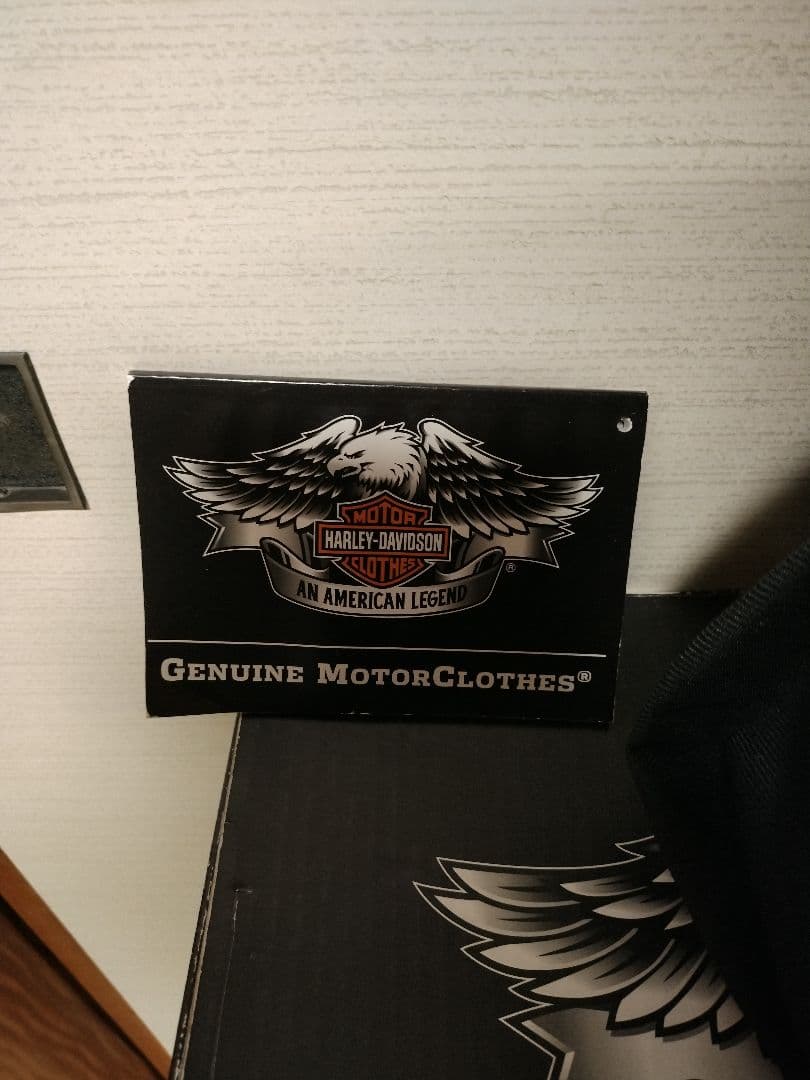 MOTOR
HARLEY-DAVIDSON
CLOTHES
®
AN AMERICAN LEGEND
GENUINE MOTORCLOTHES®